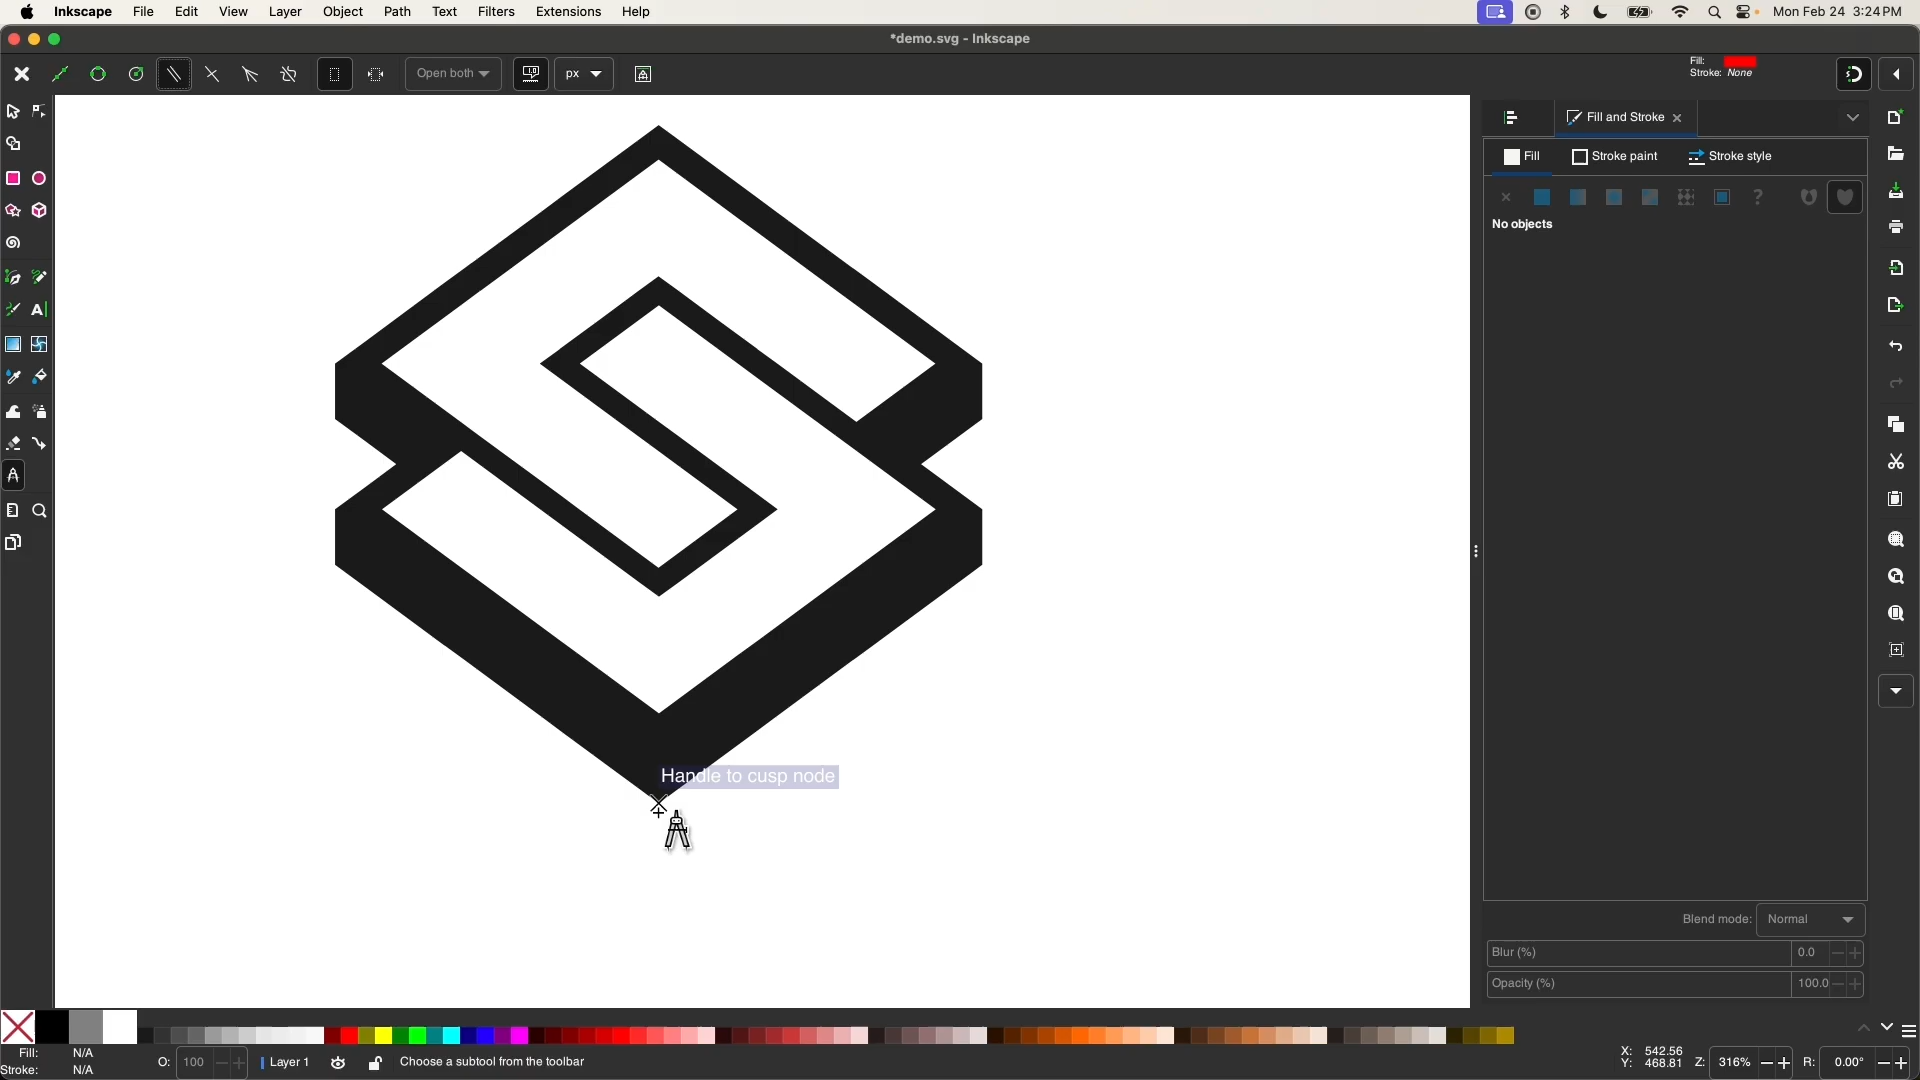 Inkscape File Edit View Layer Object Path Text Filters Extensions Help
Mon Feb 24 3:24PM
*demo.svg - Inkscape
Open both
px
Fill:
Stroke: None
Fill and Stroke
Fill
Stroke paint
Stroke style
No objects
Handle to cusp node
Blend mode: Normal
Blur (%) 0.0
Opacity (%) 100.0
Fill: N/A
Stroke: N/A
O: 100
Layer 1
Choose a subtool from the toolbar
X: 542.56
Y: 468.81
Z: 316%
R: 0.00°